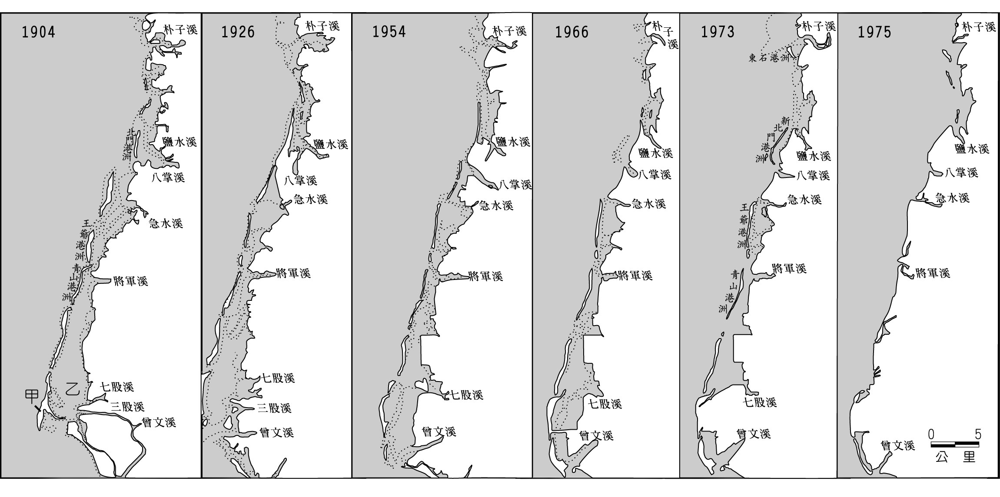 1904
朴子溪
北門港洲
鹽水溪
八掌溪
王爺港洲
急水溪
青山港洲
將軍溪
甲
乙
七股溪
三股溪
曾文溪
1926
朴子溪
鹽水溪
八掌溪
急水溪
將軍溪
七股溪
三股溪
曾文溪
1954
朴子溪
鹽水溪
八掌溪
急水溪
將軍溪
七股溪
曾文溪
1966
朴子溪
鹽水溪
八掌溪
急水溪
將軍溪
七股溪
曾文溪
1973
朴子溪
東石港洲
新北門港洲
鹽水溪
八掌溪
王爺港洲
急水溪
將軍溪
青山港洲
七股溪
曾文溪
1975
朴子溪
鹽水溪
八掌溪
急水溪
將軍溪
曾文溪
0 5
公里